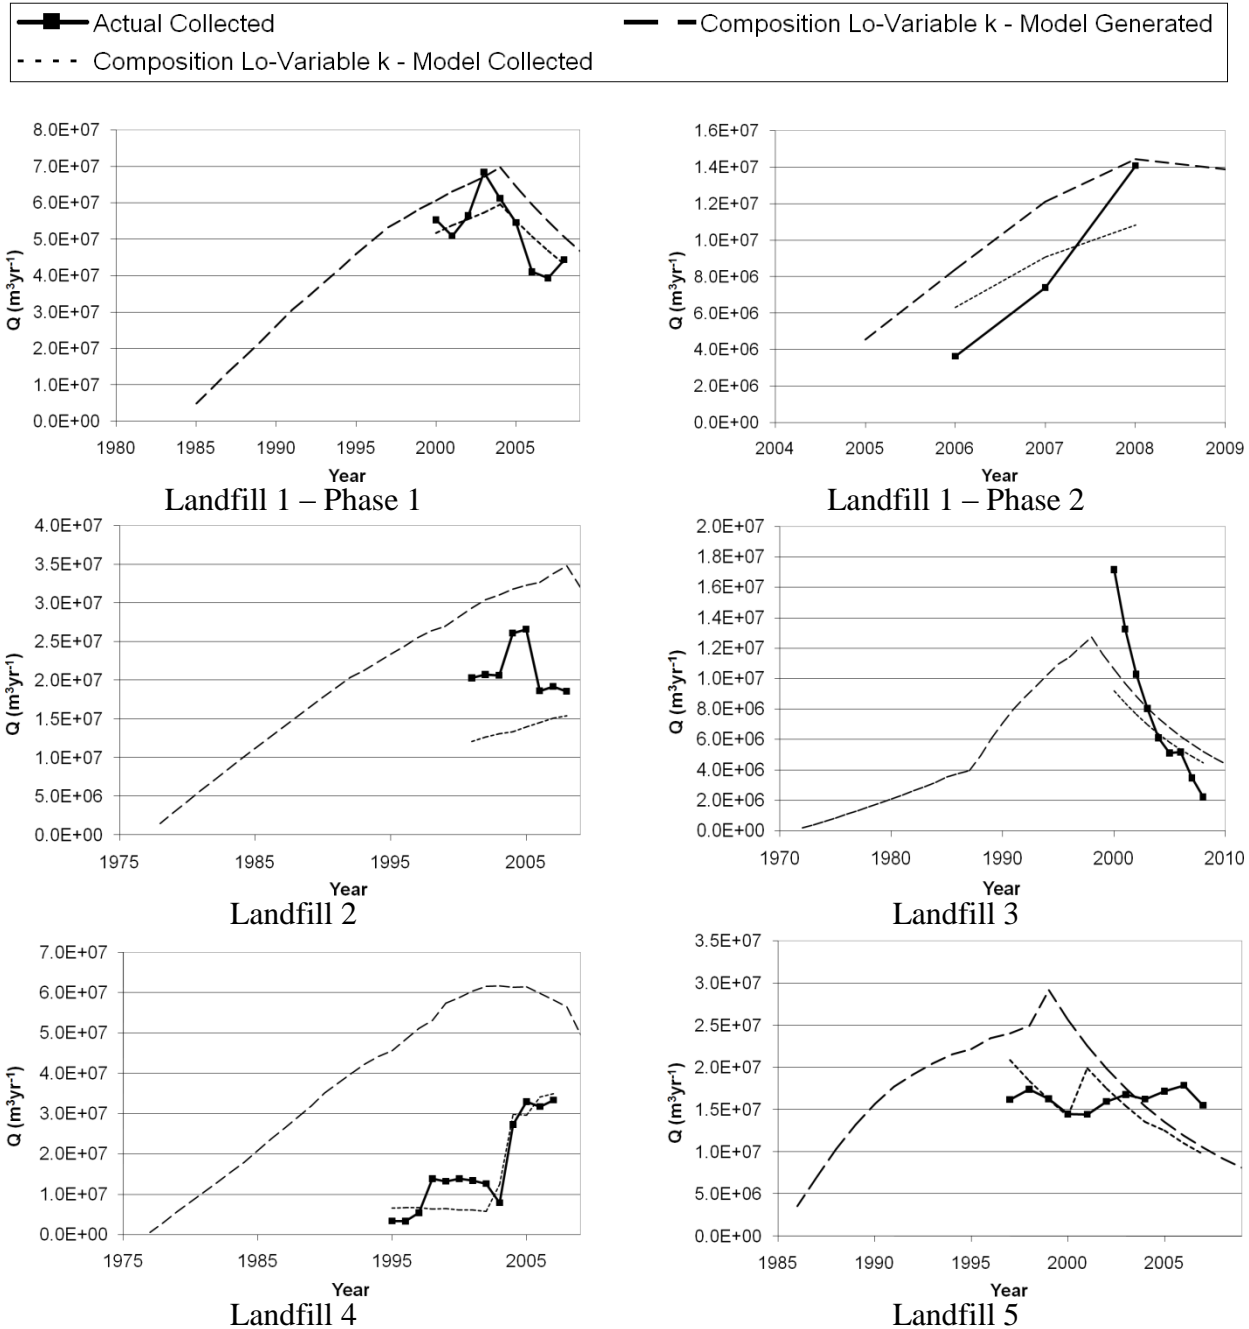 Actual Collected
Composition Lo-Variable k - Model Generated
Composition Lo-Variable k - Model Collected
8.0E+07
7.0E+07
6.0E+07
5.0E+07
4.0E+07
3.0E+07
2.0E+07
1.0E+07
0.0E+00
Q (m³yr⁻¹)
1980 1985 1990 1995 2000 2005
Year
Landfill 1 – Phase 1
1.6E+07
1.4E+07
1.2E+07
1.0E+07
8.0E+06
6.0E+06
4.0E+06
2.0E+06
0.0E+00
Q (m³yr⁻¹)
2004 2005 2006 2007 2008 2009
Year
Landfill 1 – Phase 2
4.0E+07
3.5E+07
3.0E+07
2.5E+07
2.0E+07
1.5E+07
1.0E+07
5.0E+06
0.0E+00
Q (m³yr⁻¹)
1975 1985 1995 2005
Year
Landfill 2
2.0E+07
1.8E+07
1.6E+07
1.4E+07
1.2E+07
1.0E+07
8.0E+06
6.0E+06
4.0E+06
2.0E+06
0.0E+00
Q (m³yr⁻¹)
1970 1980 1990 2000 2010
Year
Landfill 3
7.0E+07
6.0E+07
5.0E+07
4.0E+07
3.0E+07
2.0E+07
1.0E+07
0.0E+00
Q (m³yr⁻¹)
1975 1985 1995 2005
Year
Landfill 4
3.5E+07
3.0E+07
2.5E+07
2.0E+07
1.5E+07
1.0E+07
5.0E+06
0.0E+00
Q (m³yr⁻¹)
1985 1990 1995 2000 2005
Year
Landfill 5